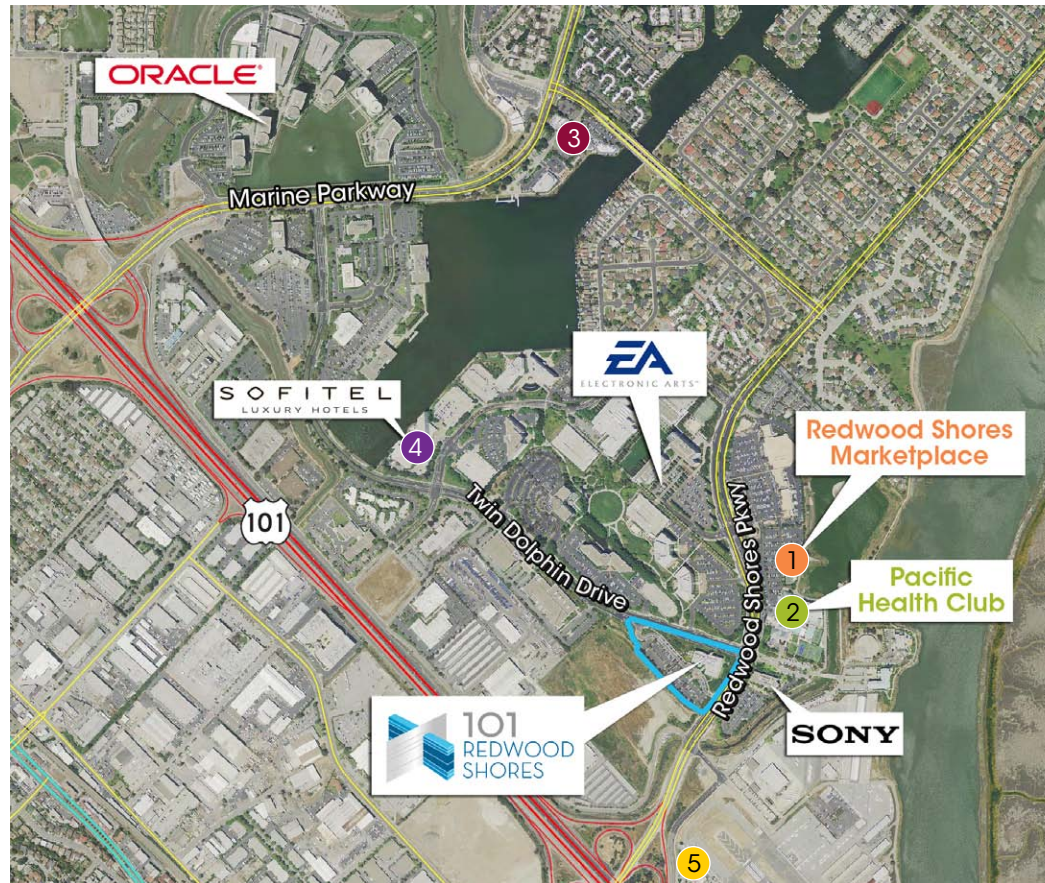 ORACLE®
3
Marine Parkway
EA
ELECTRONIC ARTS™
SOFITEL
LUXURY HOTELS
4
Redwood Shores
Marketplace
101
Twin Dolphin Drive
Redwood Shores Pkwy
1
Pacific
Health Club
2
101
REDWOOD
SHORES
SONY
5